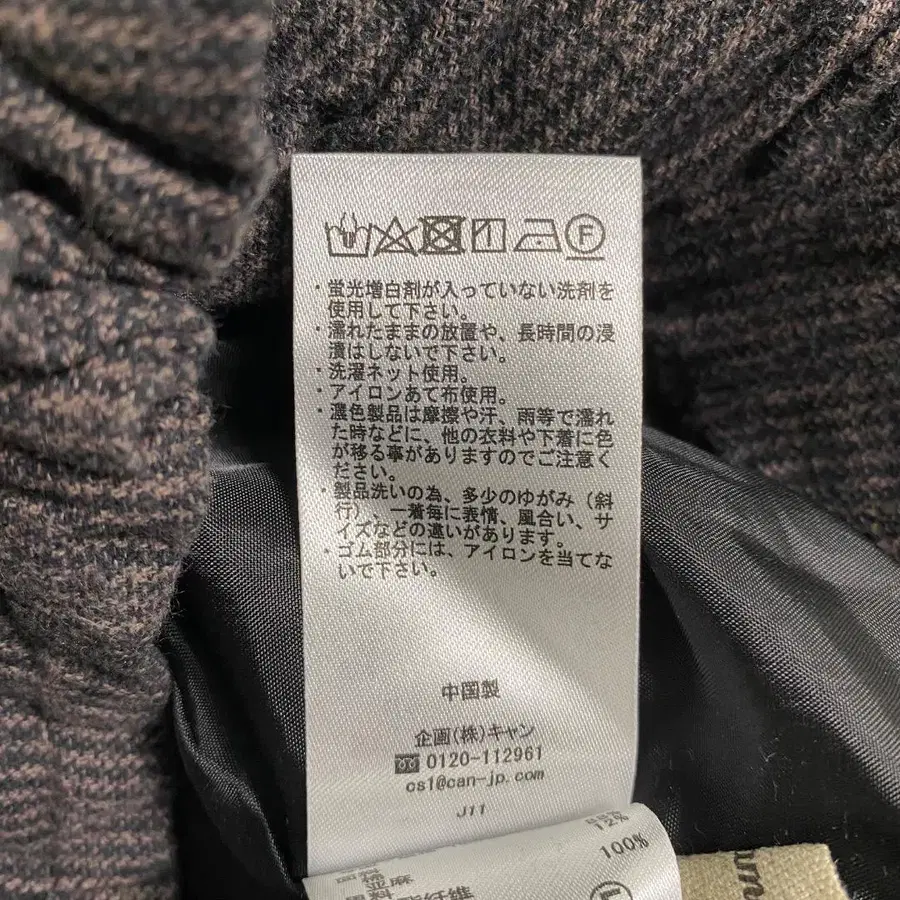 F
・蛍光増白剤が入っていない洗剤を
使用して下さい。
・濡れたままの放置や、長時間の浸
漬はしないで下さい。
・洗濯ネット使用。
・アイロンあて布使用。
・濃色製品は摩擦や汗、雨等で濡れ
た時などに、他の衣料や下着に色
が移る事がありますのでご注意く
ださい。
・製品洗いの為、多少のゆがみ（斜
行）、一着毎に表情、風合い、サ
イズなどの違いがあります。
・ゴム部分には、アイロンを当てな
いで下さい。
中国製
企画(株)キャン
0120-112961
cs1@can-jp.com
J11
12%
亚麻
100%